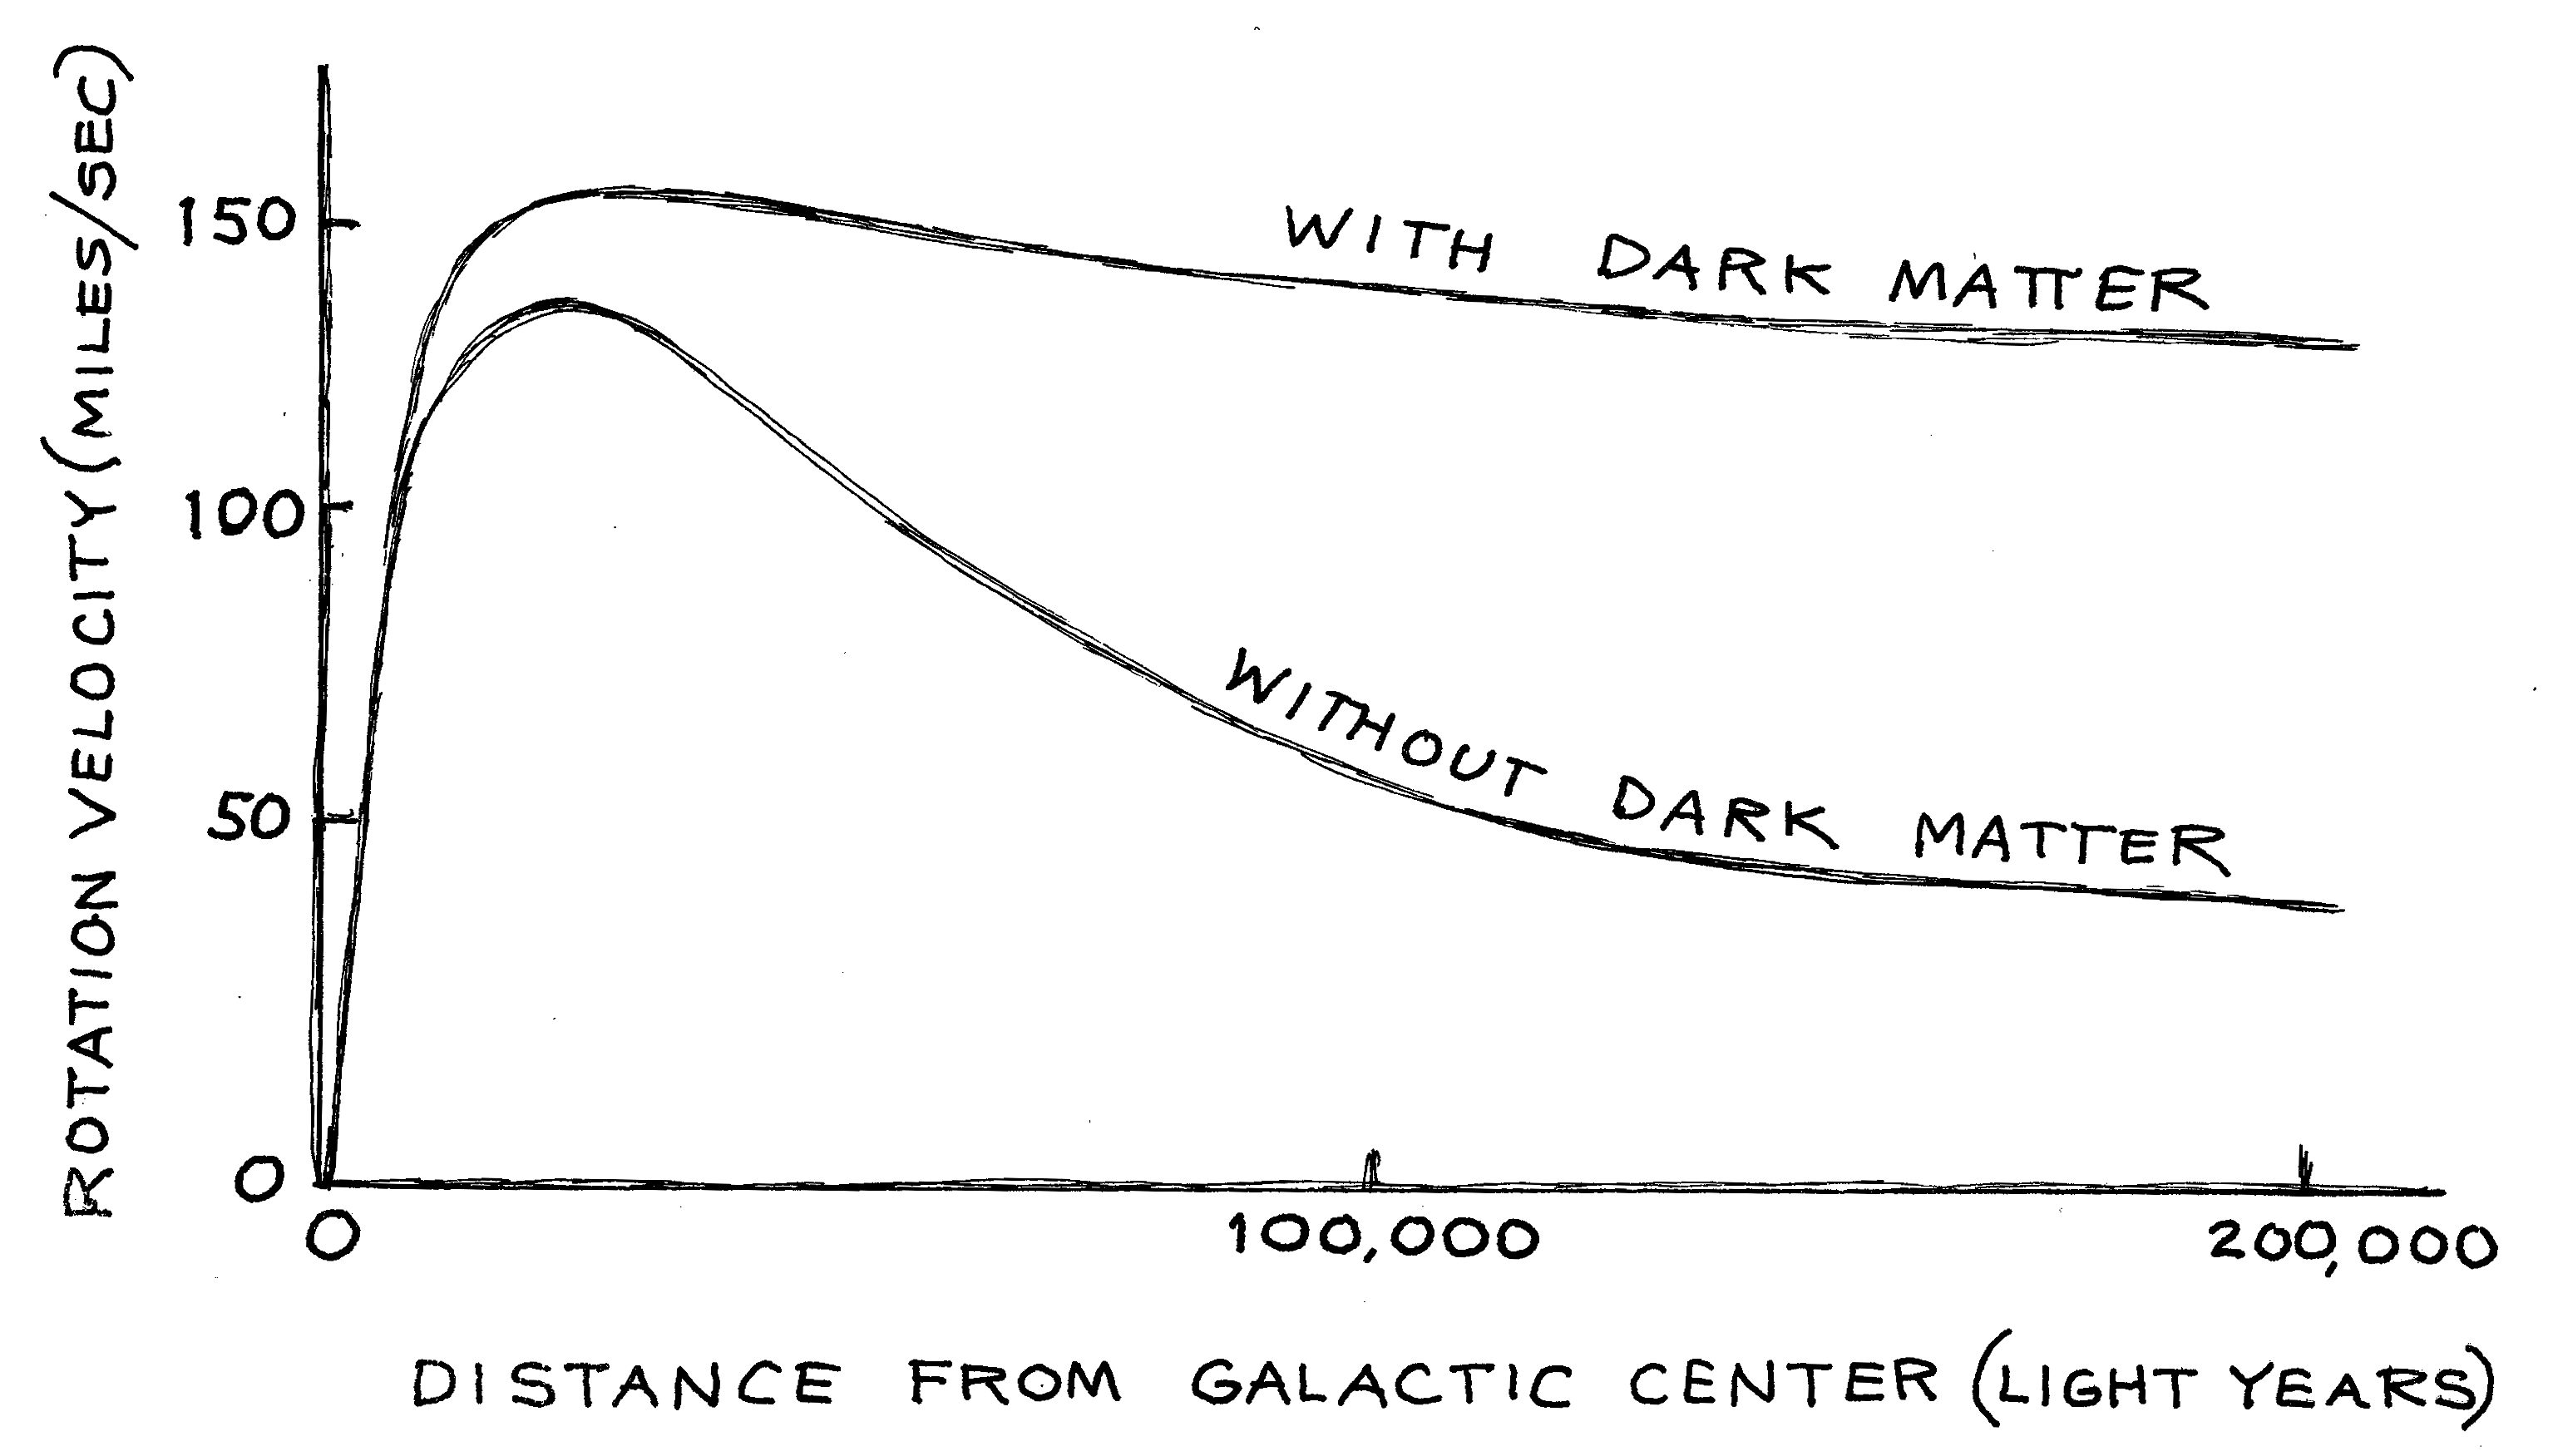 ROTATION VELOCITY (MILES/SEC)
150
100
50
0
WITH DARK MATTER
WITHOUT DARK MATTER
0
100,000
200,000
DISTANCE FROM GALACTIC CENTER (LIGHT YEARS)